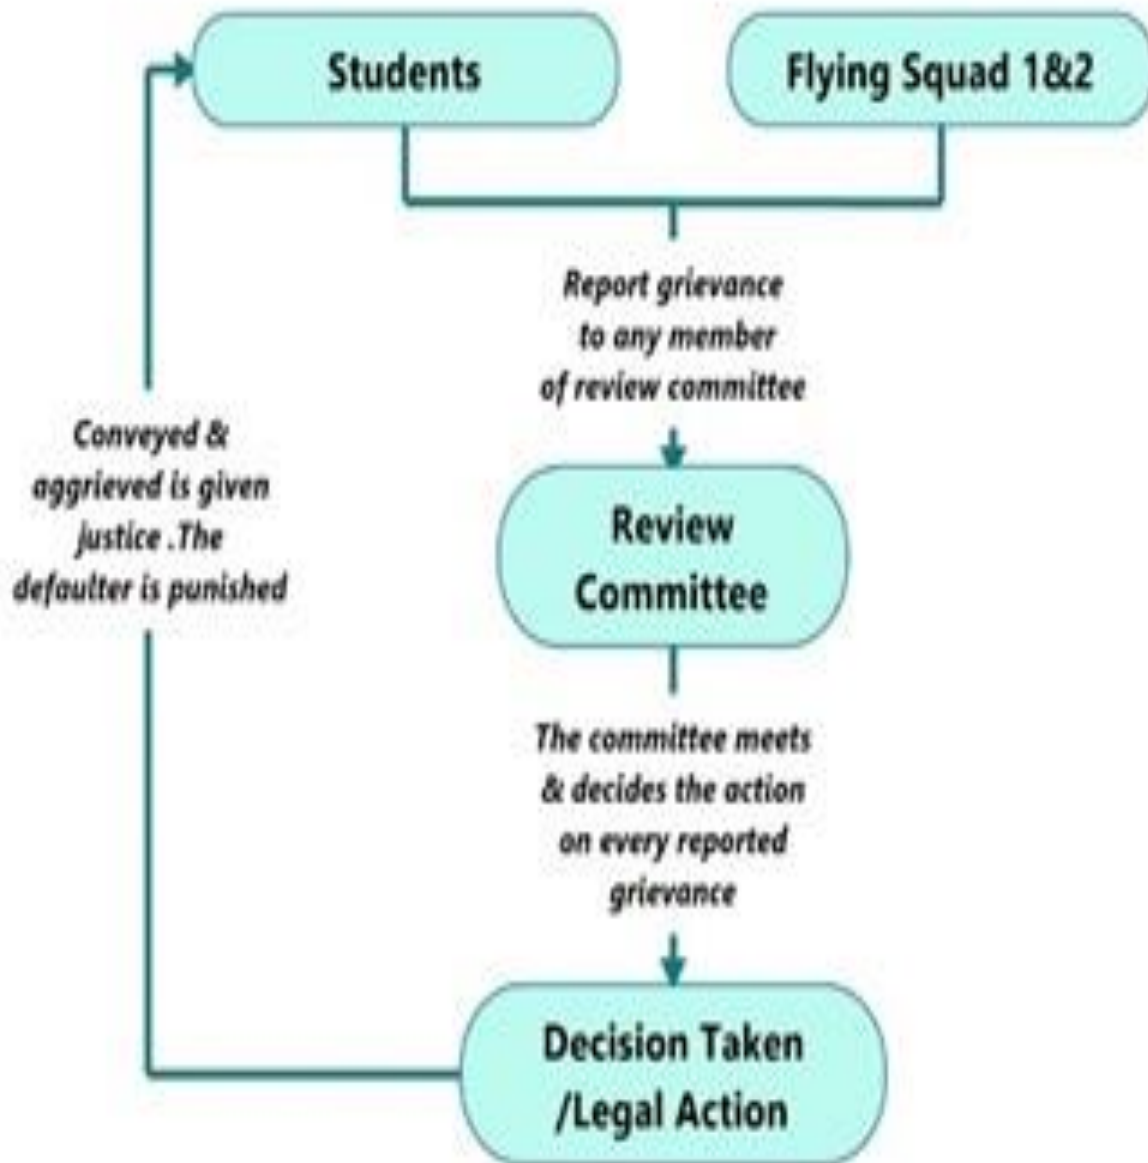 Students
Flying Squad 1&2
Report grievance
to any member
of review committee
Review
Committee
The committee meets
& decides the action
on every reported
grievance
Decision Taken
/Legal Action
Conveyed &
aggrieved is given
justice .The
defaulter is punished